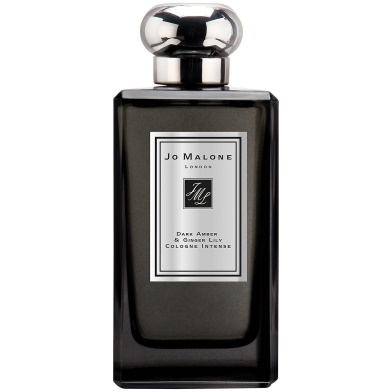 Jo Malone
London
JML
Dark Amber
& Ginger Lily
Cologne Intense